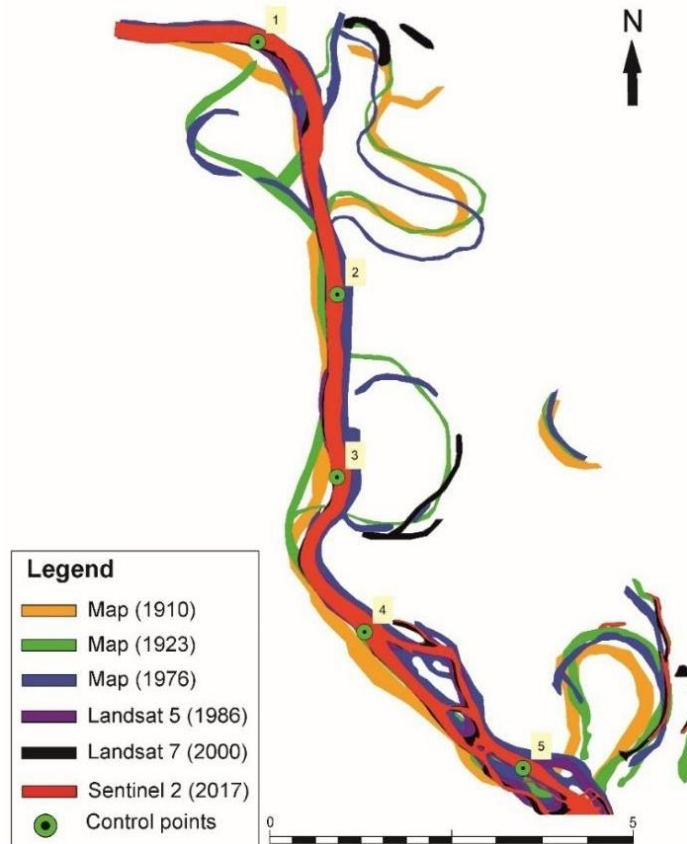 1
N
2
3
4
5
Legend
Map (1910)
Map (1923)
Map (1976)
Landsat 5 (1986)
Landsat 7 (2000)
Sentinel 2 (2017)
Control points
0 5